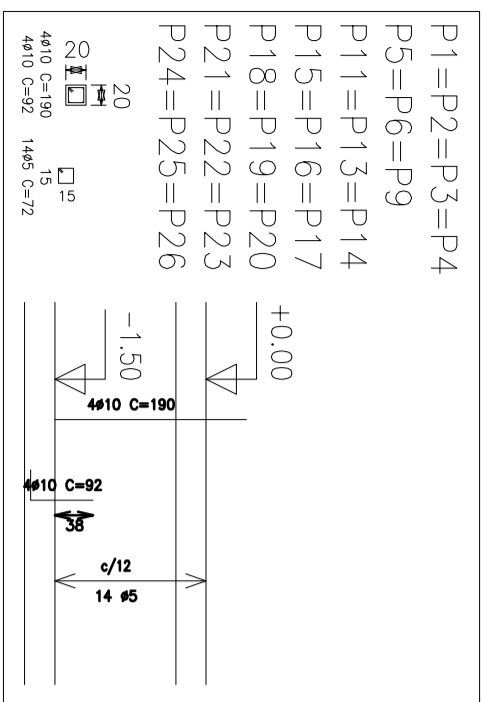 P1=P2=P3=P4
P5=P6=P9
P11=P13=P14
P15=P16=P17
P18=P19=P20
P21=P22=P23
P24=P25=P26
20
20
4ø10 C=190
4ø10 C=92
15
15
14ø5 C=72
+0.00
-1.50
4ø10 C=190
4ø10 C=92
38
c/12
14 ø5